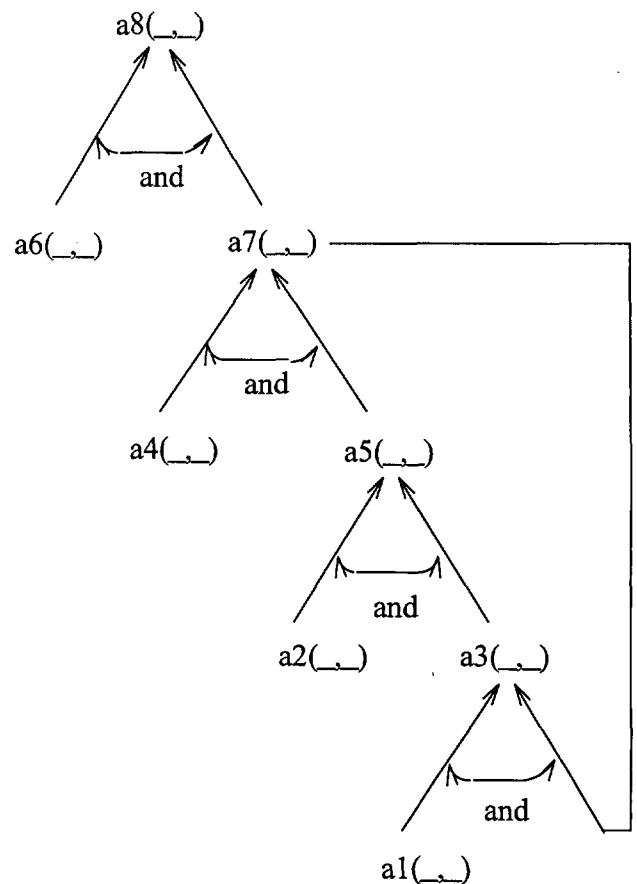 a8(_,_)
and
a6(_,_) a7(_,_)
and
a4(_,_) a5(_,_)
and
a2(_,_) a3(_,_)
and
a1(_,_)